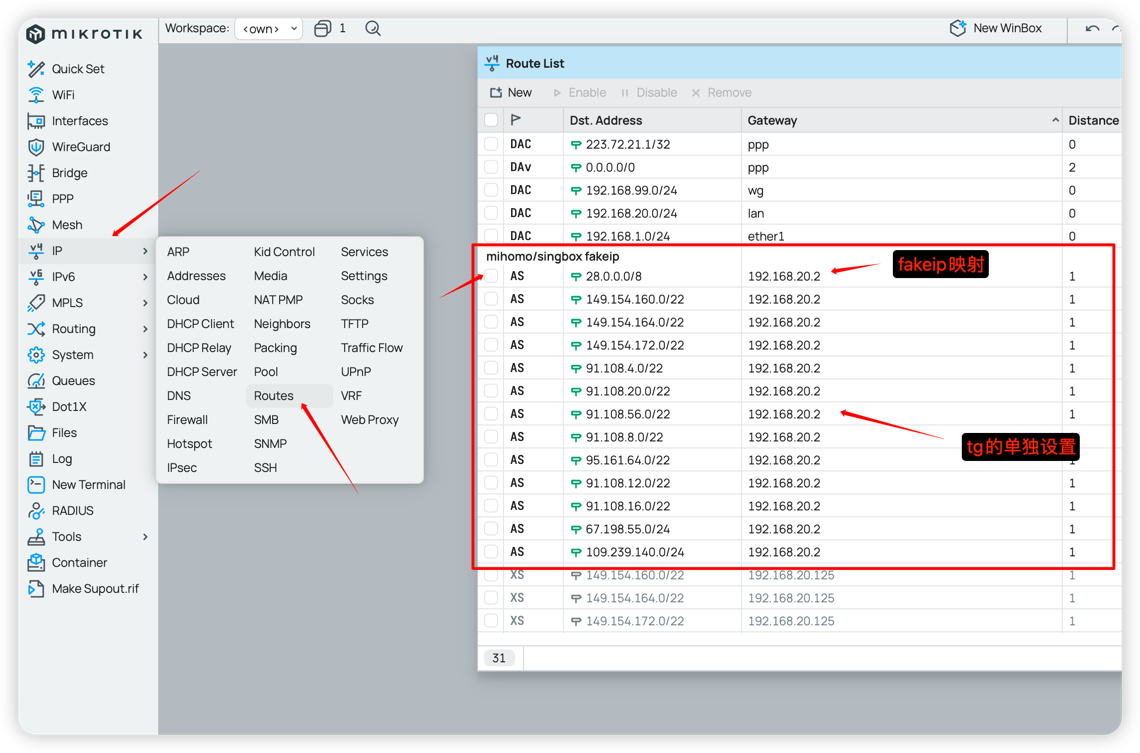 MIKROTIK
Workspace: <own> 1
New WinBox
Quick Set
WiFi
Interfaces
WireGuard
Bridge
PPP
Mesh
IP
IPv6
MPLS
Routing
System
Queues
Dot1X
Files
Log
New Terminal
RADIUS
Tools
Container
Make Supout.rif
ARP Kid Control Services
Addresses Media Settings
Cloud NAT PMP Socks
DHCP Client Neighbors TFTP
DHCP Relay Packing Traffic Flow
DHCP Server Pool UPnP
DNS Routes VRF
Firewall SMB Web Proxy
Hotspot SNMP
IPsec SSH
v4 Route List
New Enable Disable Remove
Dst. Address Gateway Distance
DAC 223.72.21.1/32 ppp 0
DAv 0.0.0.0/0 ppp 2
DAC 192.168.99.0/24 wg 0
DAC 192.168.20.0/24 lan 0
DAC 192.168.1.0/24 ether1 0
mihomo/singbox fakeip
AS 28.0.0.0/8 192.168.20.2 1
fakeip映射
AS 149.154.160.0/22 192.168.20.2 1
AS 149.154.164.0/22 192.168.20.2 1
AS 149.154.172.0/22 192.168.20.2 1
AS 91.108.4.0/22 192.168.20.2 1
AS 91.108.20.0/22 192.168.20.2 1
AS 91.108.56.0/22 192.168.20.2 1
AS 91.108.8.0/22 192.168.20.2
tg的单独设置
AS 95.161.64.0/22 192.168.20.2 1
AS 91.108.12.0/22 192.168.20.2 1
AS 91.108.16.0/22 192.168.20.2 1
AS 67.198.55.0/24 192.168.20.2 1
AS 109.239.140.0/24 192.168.20.2 1
XS 149.154.160.0/22 192.168.20.125 1
XS 149.154.164.0/22 192.168.20.125 1
XS 149.154.172.0/22 192.168.20.125 1
31